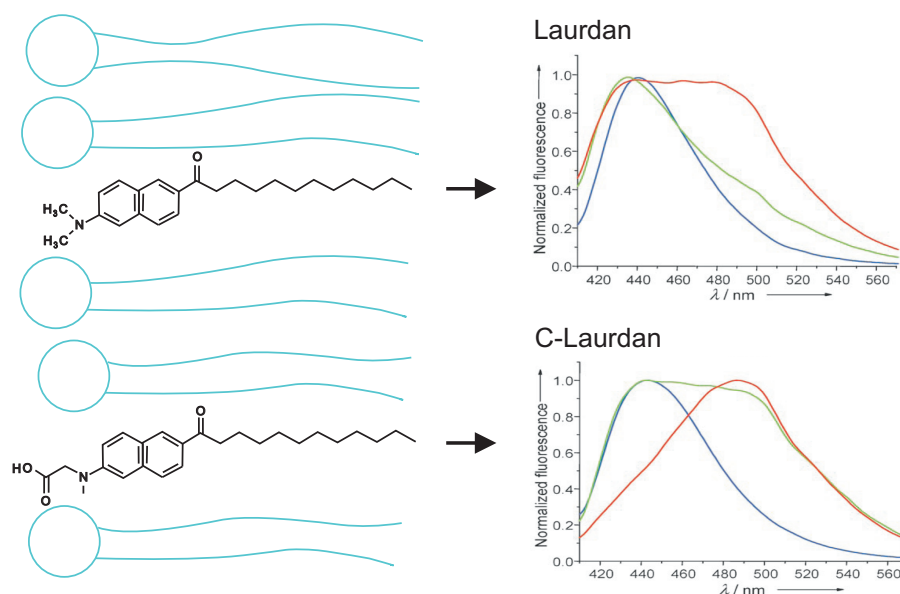 Laurdan
Normalized fluorescence
1.0
0.8
0.6
0.4
0.2
0.0
420 440 460 480 500 520 540 560
λ / nm
O
H₃C
N
H₃C
C-Laurdan
Normalized fluorescence
1.0
0.8
0.6
0.4
0.2
0.0
420 440 460 480 500 520 540 560
λ / nm
O
HO
N
O